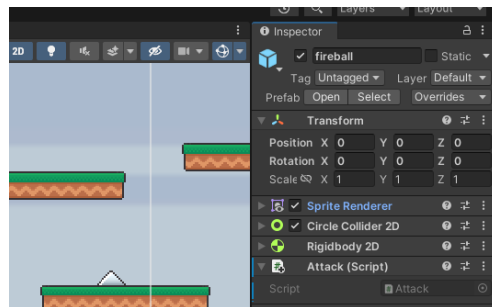 Layers Layout
Inspector
2D
fireball Static
Tag Untagged Layer Default
Prefab Open Select Overrides
Transform
Position X 0 Y 0 Z 0
Rotation X 0 Y 0 Z 0
Scale X 1 Y 1 Z 1
Sprite Renderer
Circle Collider 2D
Rigidbody 2D
Attack (Script)
Script Attack